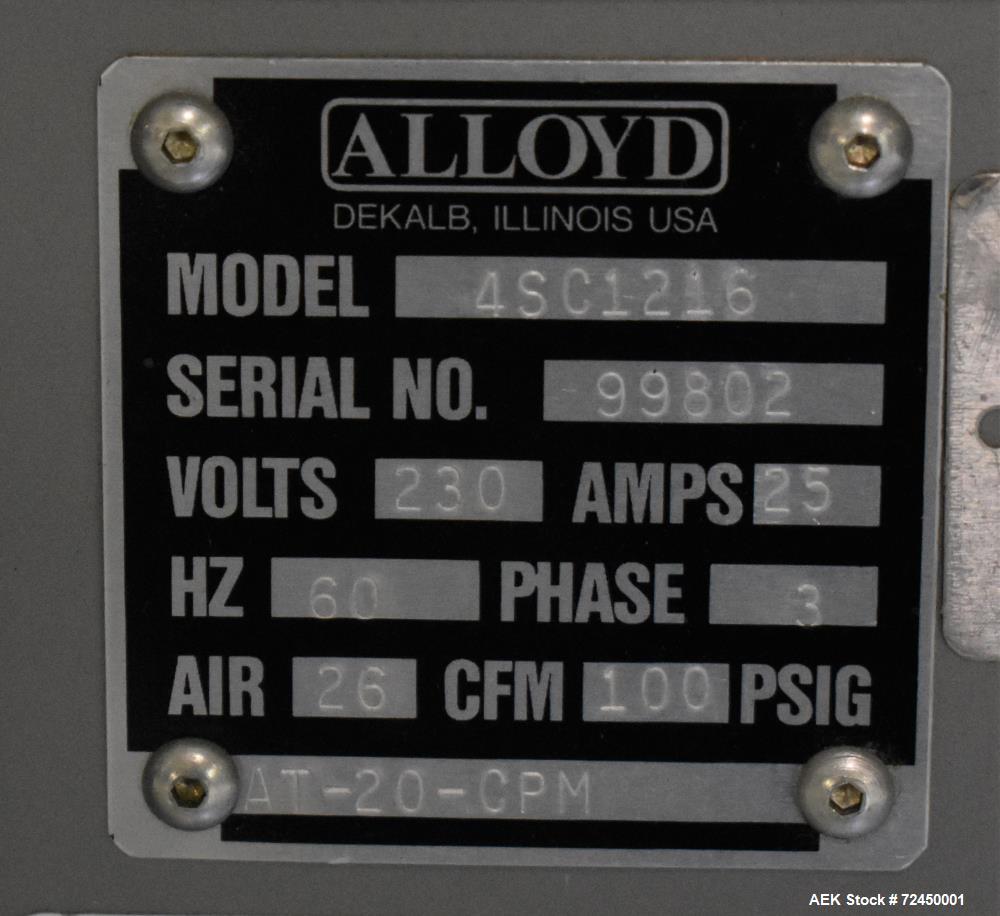 ALLOYD
DEKALB, ILLINOIS USA
MODEL 4SC1216
SERIAL NO. 99802
VOLTS 230 AMPS 25
HZ 60 PHASE 3
AIR 26 CFM 100 PSIG
AT-20-CPM
AEK Stock # 72450001